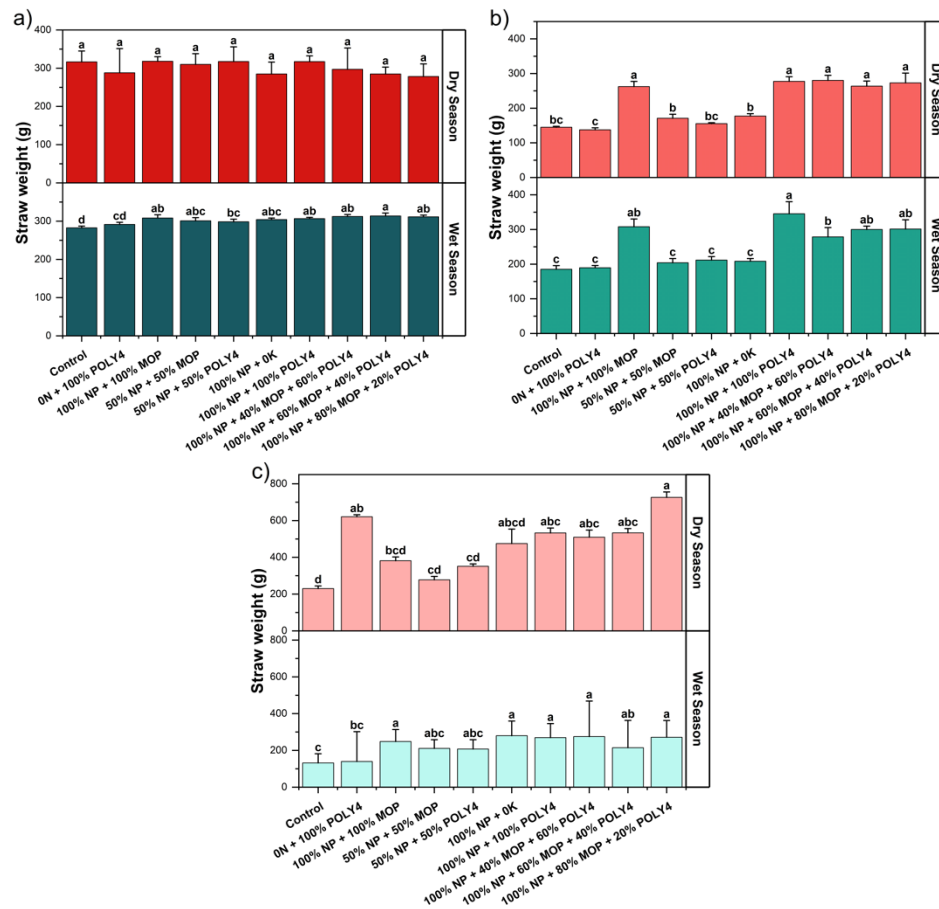 a)
Straw weight (g)
400
300
200
100
0
a a a a a a a a a a
Dry Season
400
300
200
100
0
d cd ab abc bc abc ab ab a ab
Wet Season
Control
0N + 100% POLY4
100% NP + 100% MOP
50% NP + 50% MOP
50% NP + 50% POLY4
100% NP + 0K
100% NP + 100% POLY4
100% NP + 40% MOP + 60% POLY4
100% NP + 60% MOP + 40% POLY4
100% NP + 80% MOP + 20% POLY4
b)
Straw weight (g)
400
300
200
100
0
bc c a b bc b a a a a
Dry Season
400
300
200
100
0
c c ab c c c a b ab ab
Wet Season
Control
0N + 100% POLY4
100% NP + 100% MOP
50% NP + 50% MOP
50% NP + 50% POLY4
100% NP + 0K
100% NP + 100% POLY4
100% NP + 40% MOP + 60% POLY4
100% NP + 60% MOP + 40% POLY4
100% NP + 80% MOP + 20% POLY4
c)
Straw weight (g)
800
600
400
200
0
d ab bcd cd cd abcd abc abc abc a
Dry Season
800
600
400
200
0
c bc a abc abc a a a ab a
Wet Season
Control
0N + 100% POLY4
100% NP + 100% MOP
50% NP + 50% MOP
50% NP + 50% POLY4
100% NP + 0K
100% NP + 100% POLY4
100% NP + 40% MOP + 60% POLY4
100% NP + 60% MOP + 40% POLY4
100% NP + 80% MOP + 20% POLY4